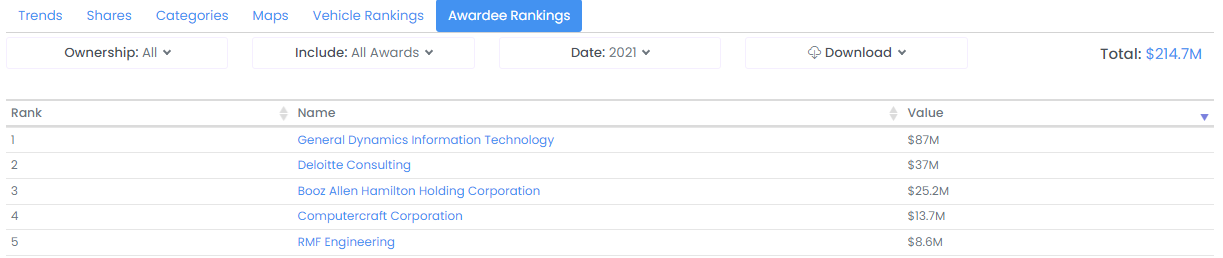 Trends Shares Categories Maps Vehicle Rankings Awardee Rankings
Ownership: All Include: All Awards Date: 2021 Download Total: $214.7M
Rank Name Value
1 General Dynamics Information Technology $87M
2 Deloitte Consulting $37M
3 Booz Allen Hamilton Holding Corporation $25.2M
4 Computercraft Corporation $13.7M
5 RMF Engineering $8.6M